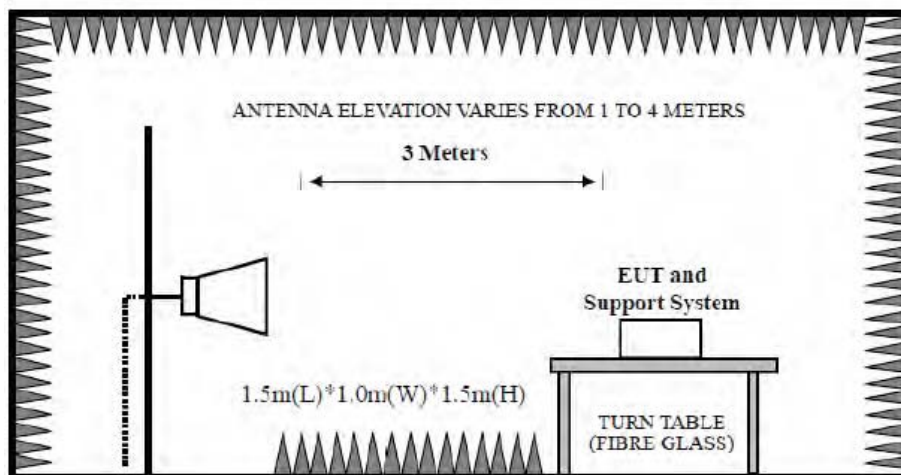 ANTENNA ELEVATION VARIES FROM 1 TO 4 METERS
3 Meters
EUT and
Support System
1.5m(L)*1.0m(W)*1.5m(H)
TURN TABLE
(FIBRE GLASS)